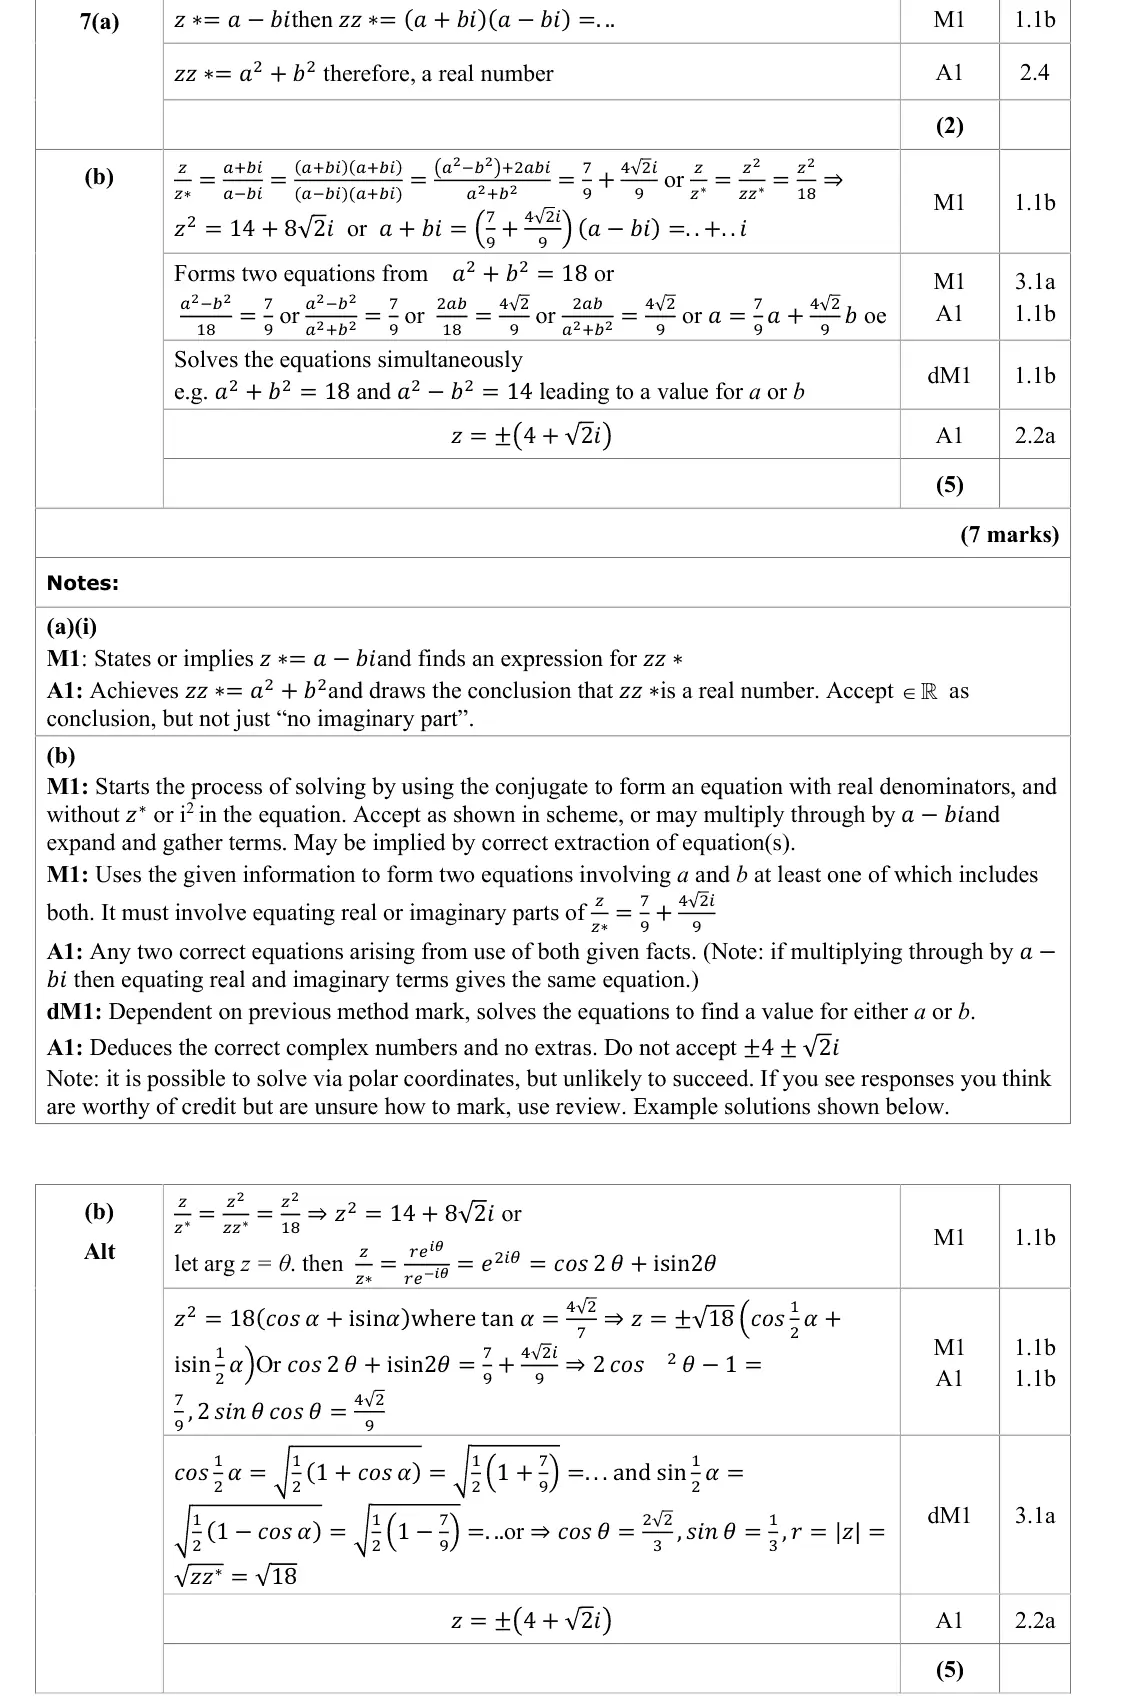 7(a) z ∗= a − bithen zz ∗= (a + bi)(a − bi) =... M1 1.1b
zz ∗= a² + b² therefore, a real number A1 2.4
(2)
(b) z/z∗ = (a+bi)/(a−bi) = (a+bi)(a+bi)/(a−bi)(a+bi) = ((a²−b²)+2abi)/(a²+b²) = 7/9 + 4√2i/9 or z/z* = z²/zz* = z²/18 ⇒
z² = 14 + 8√2i or a + bi = (7/9 + 4√2i/9)(a − bi) =. . +. . i M1 1.1b
Forms two equations from a² + b² = 18 or M1 3.1a
(a²−b²)/18 = 7/9 or (a²−b²)/(a²+b²) = 7/9 or 2ab/18 = 4√2/9 or 2ab/(a²+b²) = 4√2/9 or a = 7/9 a + 4√2/9 b oe A1 1.1b
Solves the equations simultaneously
e.g. a² + b² = 18 and a² − b² = 14 leading to a value for a or b dM1 1.1b
z = ±(4 + √2i) A1 2.2a
(5)
(7 marks)
Notes:
(a)(i)
M1: States or implies z ∗= a − biand finds an expression for zz ∗
A1: Achieves zz ∗= a² + b²and draws the conclusion that zz ∗is a real number. Accept ∈ ℝ as
conclusion, but not just “no imaginary part”.
(b)
M1: Starts the process of solving by using the conjugate to form an equation with real denominators, and
without z* or i² in the equation. Accept as shown in scheme, or may multiply through by a − biand
expand and gather terms. May be implied by correct extraction of equation(s).
M1: Uses the given information to form two equations involving a and b at least one of which includes
both. It must involve equating real or imaginary parts of z/z∗ = 7/9 + 4√2i/9
A1: Any two correct equations arising from use of both given facts. (Note: if multiplying through by a −
bi then equating real and imaginary terms gives the same equation.)
dM1: Dependent on previous method mark, solves the equations to find a value for either a or b.
A1: Deduces the correct complex numbers and no extras. Do not accept ±4 ± √2i
Note: it is possible to solve via polar coordinates, but unlikely to succeed. If you see responses you think
are worthy of credit but are unsure how to mark, use review. Example solutions shown below.
(b) z/z* = z²/zz* = z²/18 ⇒ z² = 14 + 8√2i or
Alt let arg z = θ. then z/z∗ = re^iθ/re^−iθ = e^2iθ = cos 2 θ + isin2θ M1 1.1b
z² = 18(cos α + isinα)where tan α = 4√2/7 ⇒ z = ±√18 (cos 1/2 α +
isin 1/2 α)Or cos 2 θ + isin2θ = 7/9 + 4√2i/9 ⇒ 2 cos ² θ − 1 = M1 1.1b
7/9 , 2 sin θ cos θ = 4√2/9 A1 1.1b
cos 1/2 α = √(1/2 (1 + cos α)) = √(1/2 (1 + 7/9)) =. . . and sin 1/2 α =
√(1/2 (1 − cos α)) = √(1/2 (1 − 7/9)) =. ..or ⇒ cos θ = 2√2/3 , sin θ = 1/3 , r = |z| = dM1 3.1a
√zz* = √18
z = ±(4 + √2i) A1 2.2a
(5)